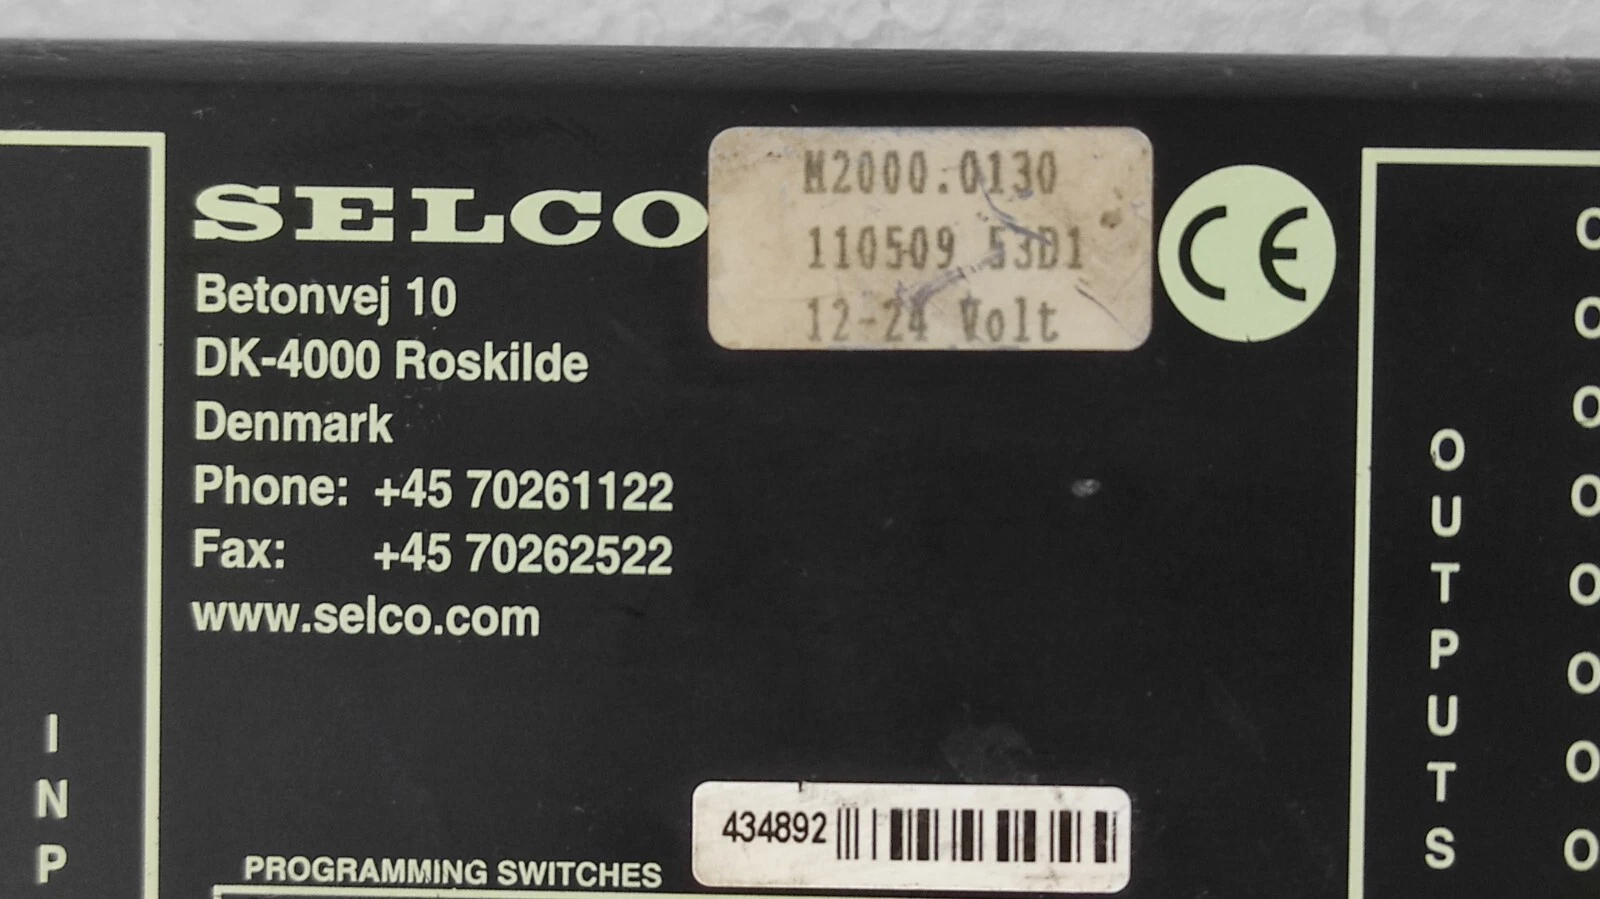 SELCO
Betonvej 10
DK-4000 Roskilde
Denmark
Phone: +45 70261122
Fax: +45 70262522
www.selco.com
M2000.0130
110509 53D1
12-24 Volt
CE
434892
PROGRAMMING SWITCHES
INP
OUTPUTS